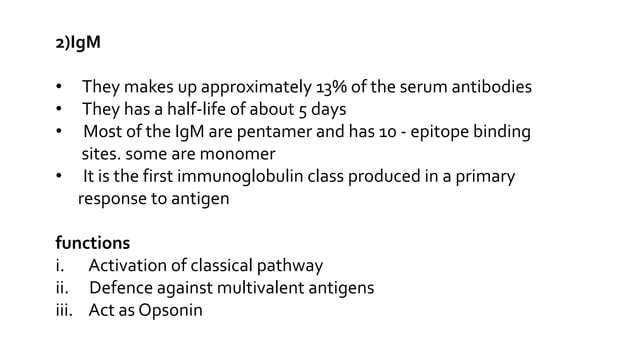 2)IgM
• They makes up approximately 13% of the serum antibodies
• They has a half-life of about 5 days
• Most of the IgM are pentamer and has 10 - epitope binding
sites. some are monomer
• It is the first immunoglobulin class produced in a primary
response to antigen
functions
i. Activation of classical pathway
ii. Defence against multivalent antigens
iii. Act as Opsonin